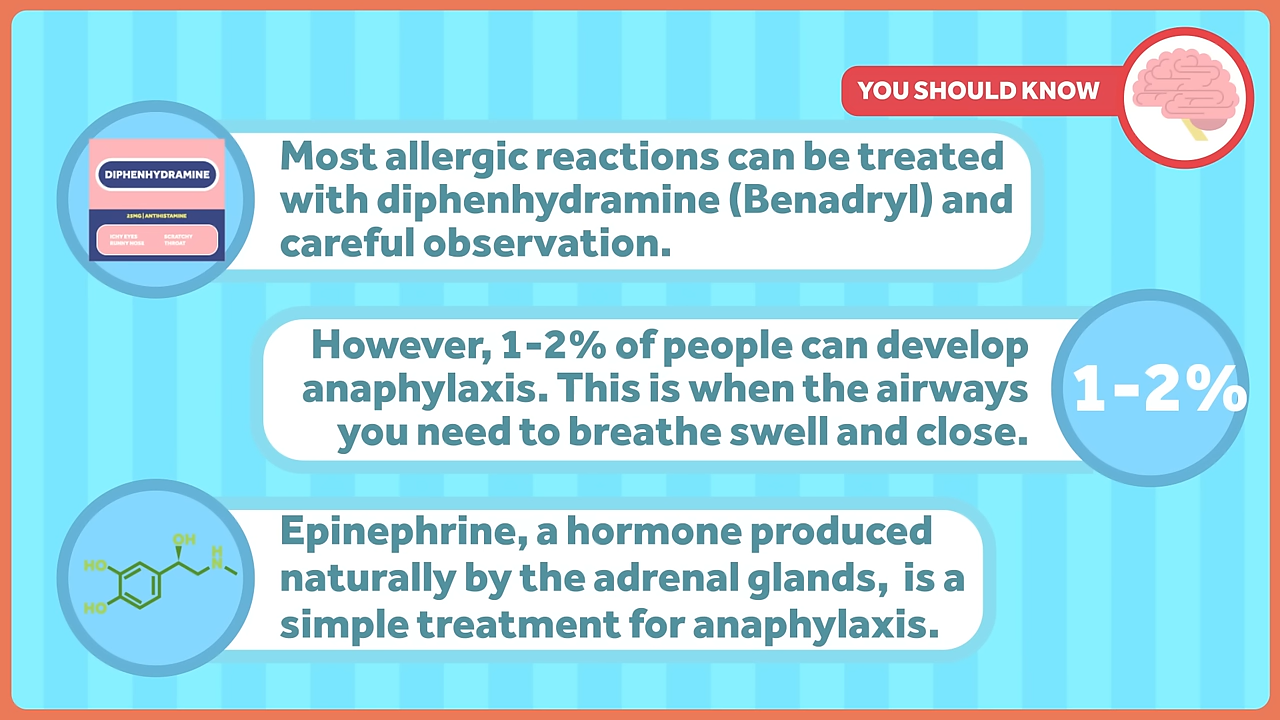 YOU SHOULD KNOW
DIPHENHYDRAMINE
25MG | ANTIHISTAMINE
ICHY EYES
RUNNY NOSE
SCRATCHY
THROAT
Most allergic reactions can be treated
with diphenhydramine (Benadryl) and
careful observation.
However, 1-2% of people can develop
anaphylaxis. This is when the airways
you need to breathe swell and close.
1-2%
OH
H
N
HO
HO
Epinephrine, a hormone produced
naturally by the adrenal glands, is a
simple treatment for anaphylaxis.